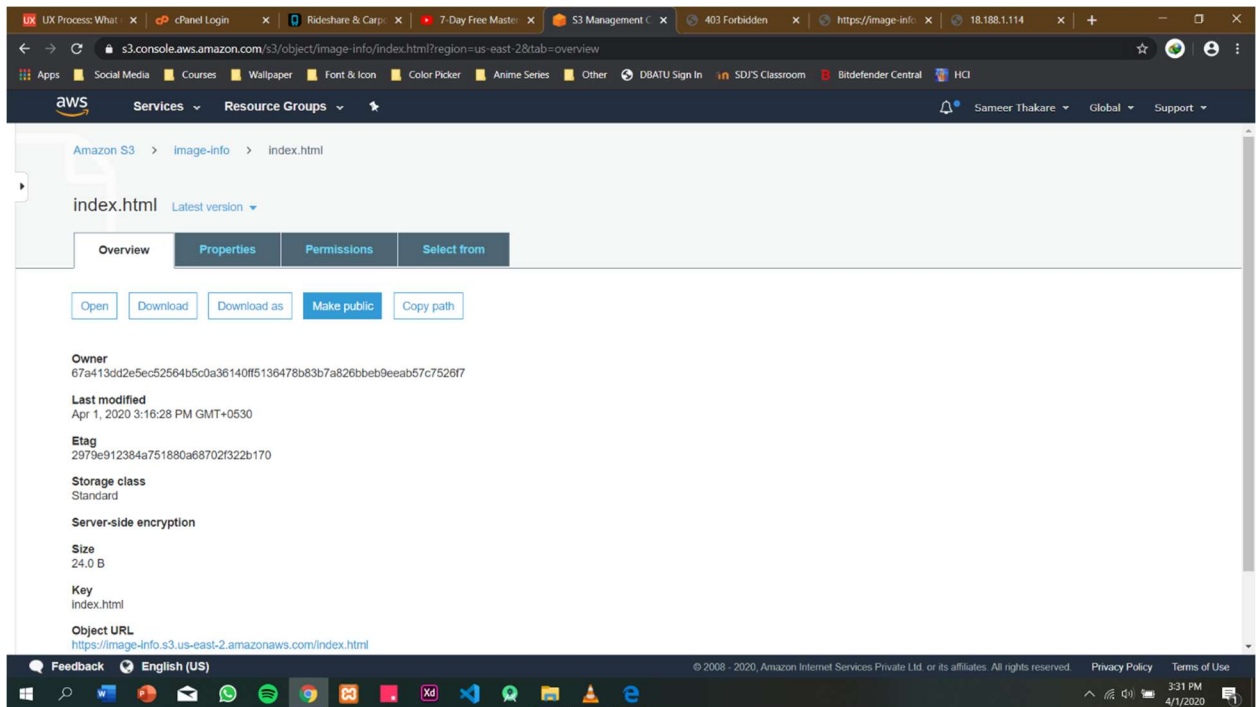 UX Process: What
cPanel Login
Rideshare & Carpo
7-Day Free Master
S3 Management C
403 Forbidden
https://image-info.
18.188.1.114
s3.console.aws.amazon.com/s3/object/image-info/index.html?region=us-east-2&tab=overview
Apps Social Media Courses Wallpaper Font & Icon Color Picker Anime Series Other DBATU Sign In SDJ'S Classroom Bitdefender Central HCI
aws Services Resource Groups Sameer Thakare Global Support
Amazon S3 > image-info > index.html
index.html Latest version
Overview Properties Permissions Select from
Open Download Download as Make public Copy path
Owner
67a413dd2e5ec52564b5c0a36140ff5136478b83b7a826bbeb9eeab57c7526f7
Last modified
Apr 1, 2020 3:16:28 PM GMT+0530
Etag
2979e912384a751880a68702f322b170
Storage class
Standard
Server-side encryption
Size
24.0 B
Key
index.html
Object URL
https://image-info.s3.us-east-2.amazonaws.com/index.html
Feedback English (US) © 2008 - 2020, Amazon Internet Services Private Ltd. or its affiliates. All rights reserved. Privacy Policy Terms of Use
3:31 PM
4/1/2020